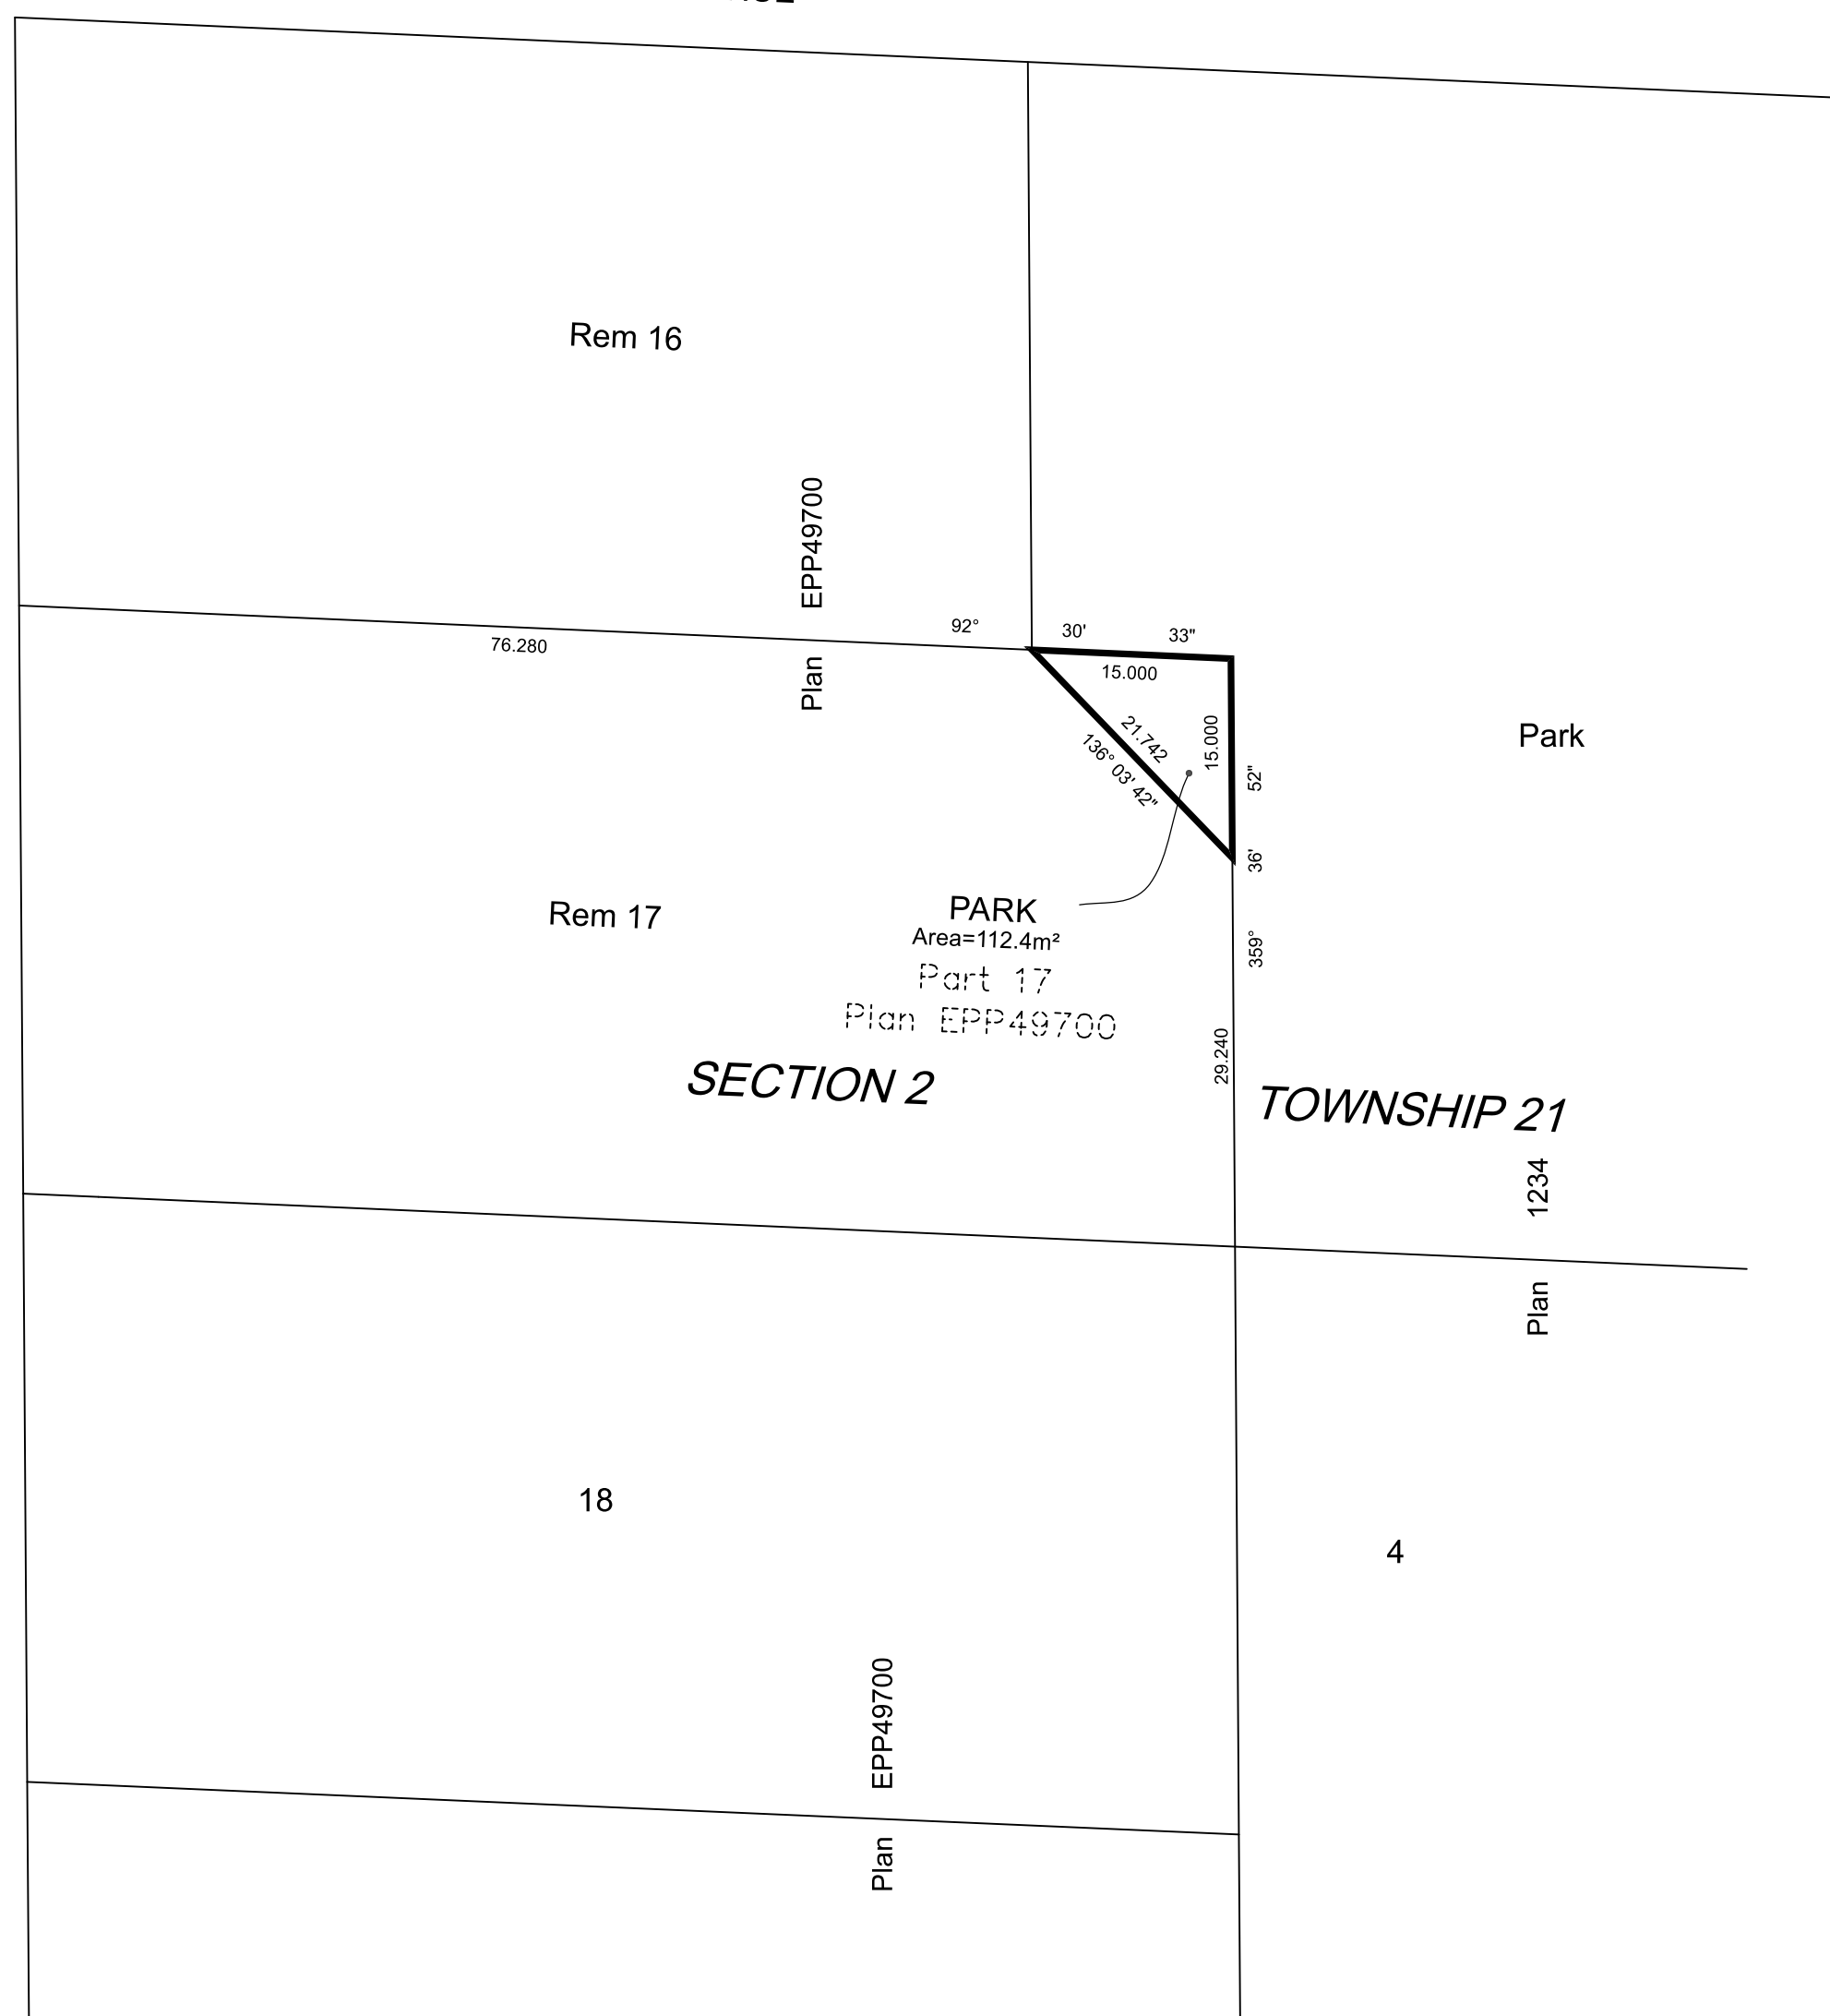 Rem 16
Plan EPP49700
92° 30' 33"
76.280
15.000
15.000
21.742
136° 03' 42"
359° 36' 52"
Park
Rem 17
PARK
Area=112.4m²
Part 17
Plan EPP49700
29.240
SECTION 2
TOWNSHIP 21
Plan 1234
18
4
Plan EPP49700